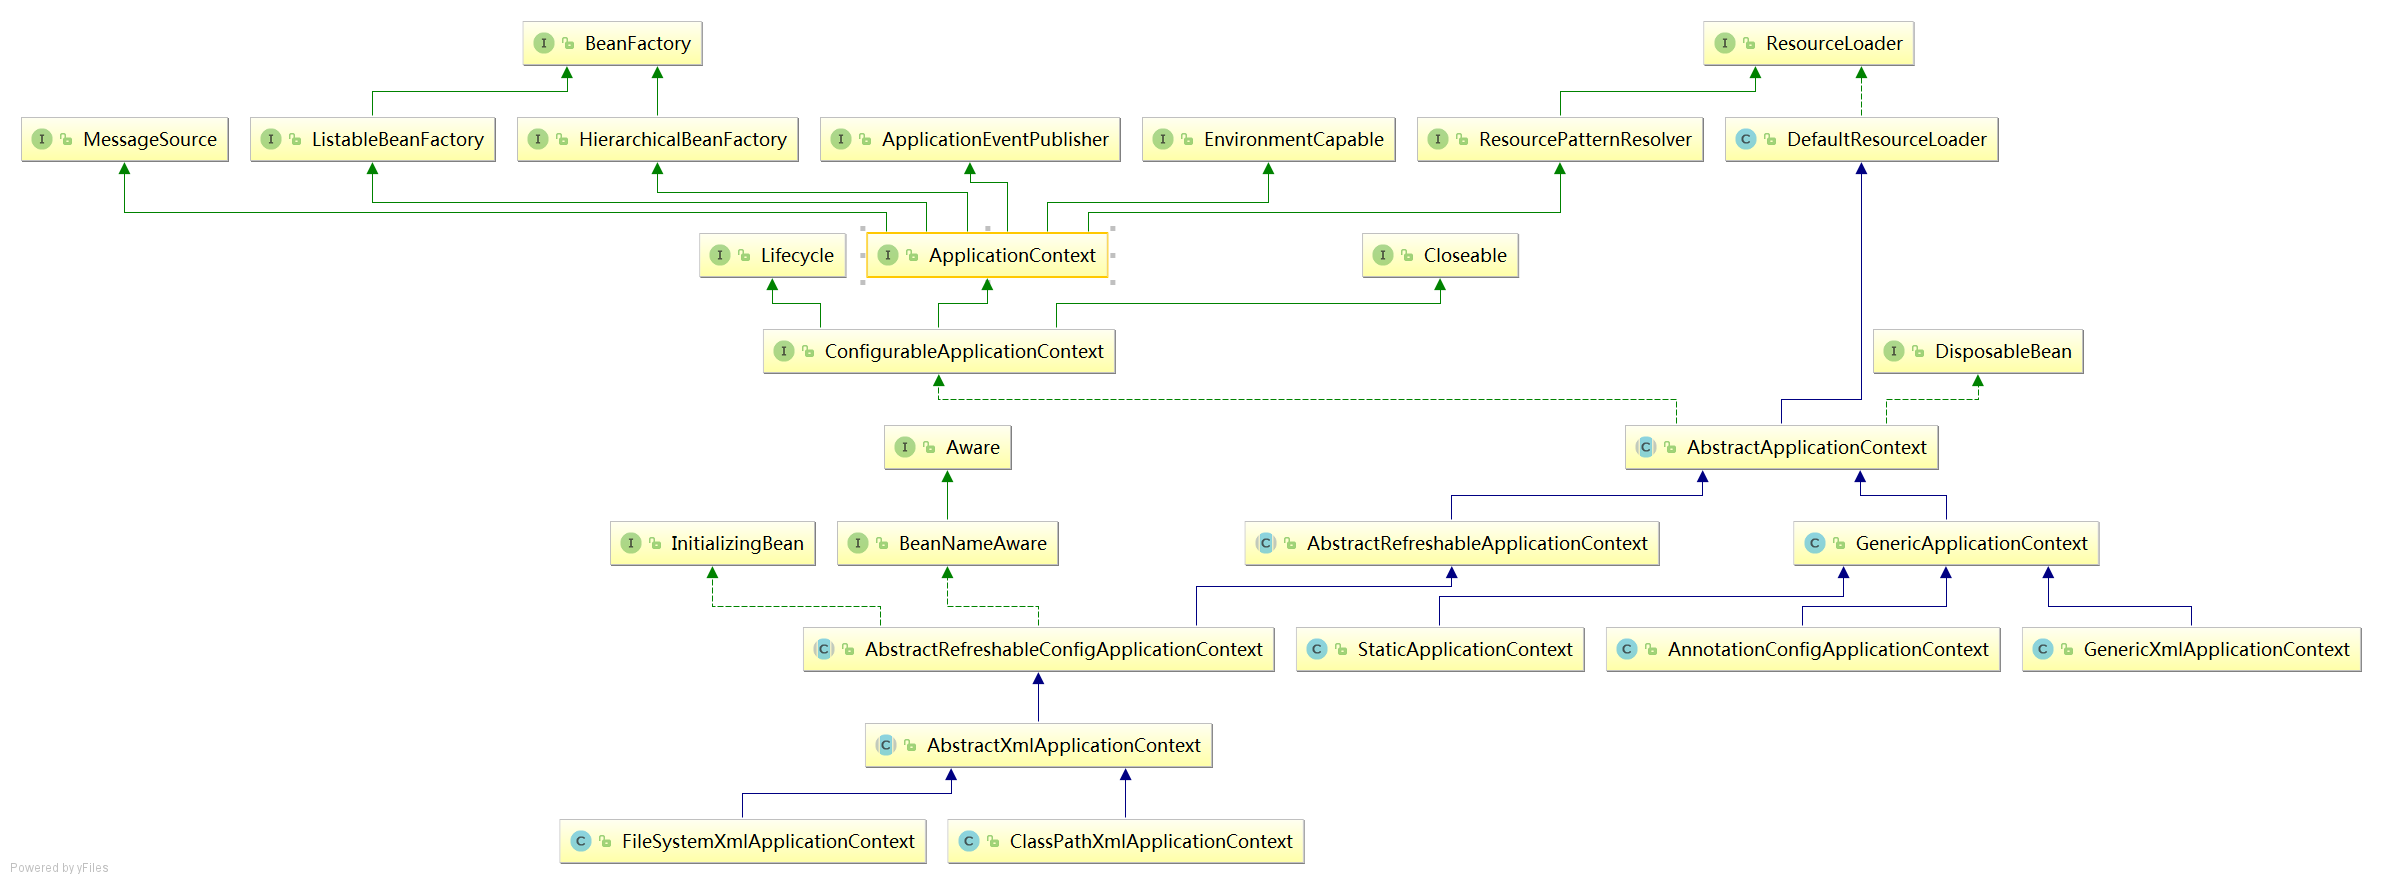 BeanFactory
ResourceLoader
MessageSource
ListableBeanFactory
HierarchicalBeanFactory
ApplicationEventPublisher
EnvironmentCapable
ResourcePatternResolver
DefaultResourceLoader
Lifecycle
ApplicationContext
Closeable
ConfigurableApplicationContext
DisposableBean
Aware
AbstractApplicationContext
InitializingBean
BeanNameAware
AbstractRefreshableApplicationContext
GenericApplicationContext
AbstractRefreshableConfigApplicationContext
StaticApplicationContext
AnnotationConfigApplicationContext
GenericXmlApplicationContext
AbstractXmlApplicationContext
FileSystemXmlApplicationContext
ClassPathXmlApplicationContext
Powered by yFiles